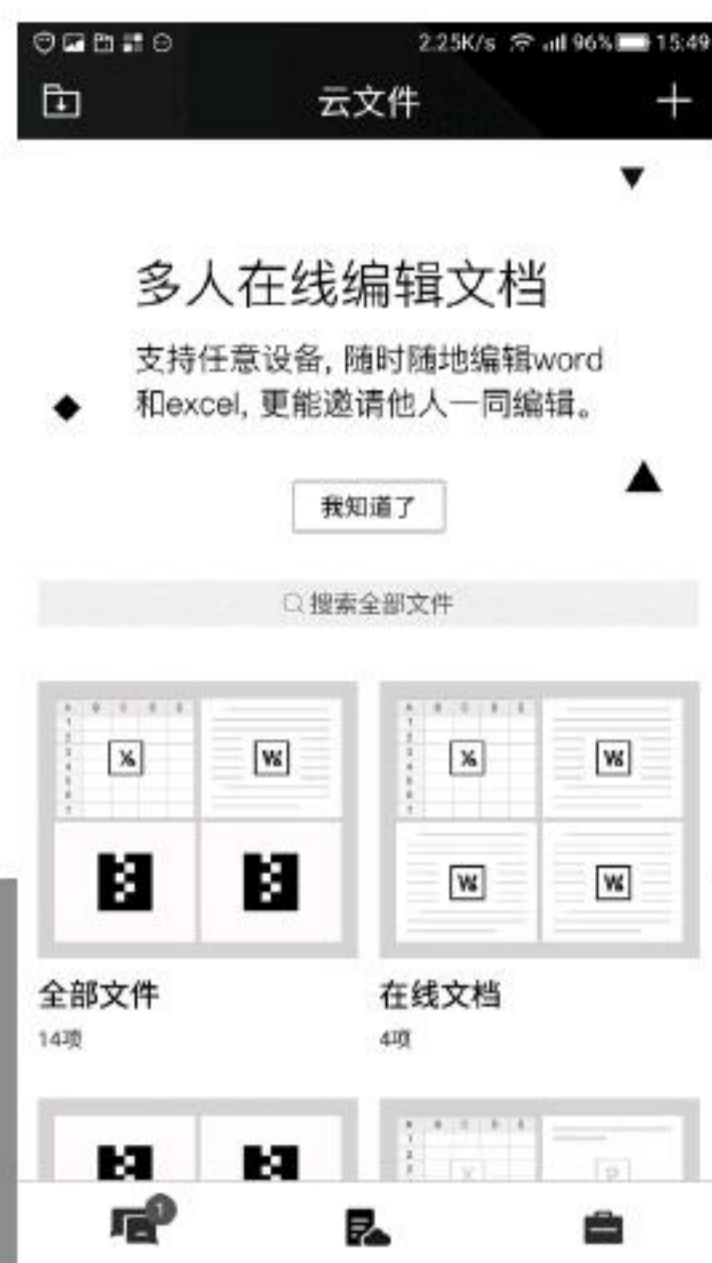 2.25K/s 96% 15:49
云文件
多人在线编辑文档
支持任意设备, 随时随地编辑word
和excel, 更能邀请他人一同编辑。
我知道了
搜索全部文件
全部文件
在线文档
14项
4项
1